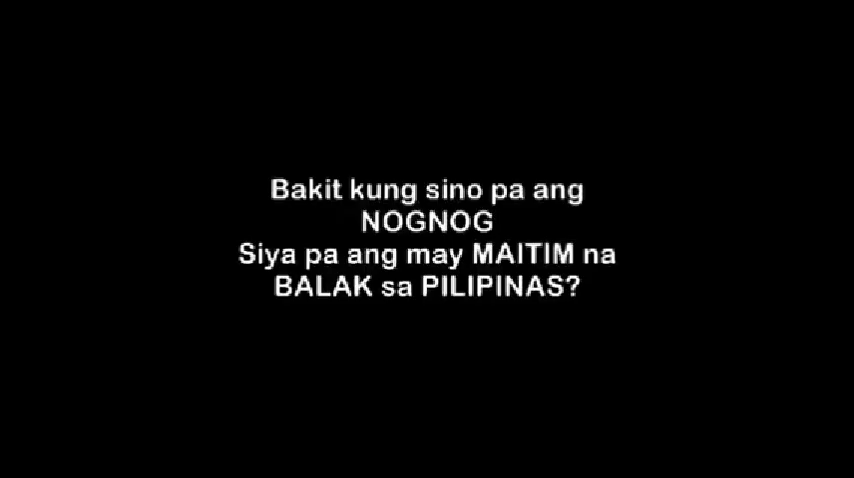 Bakit kung sino pa ang
NOGNOG
Siya pa ang may MAITIM na
BALAK sa PILIPINAS?